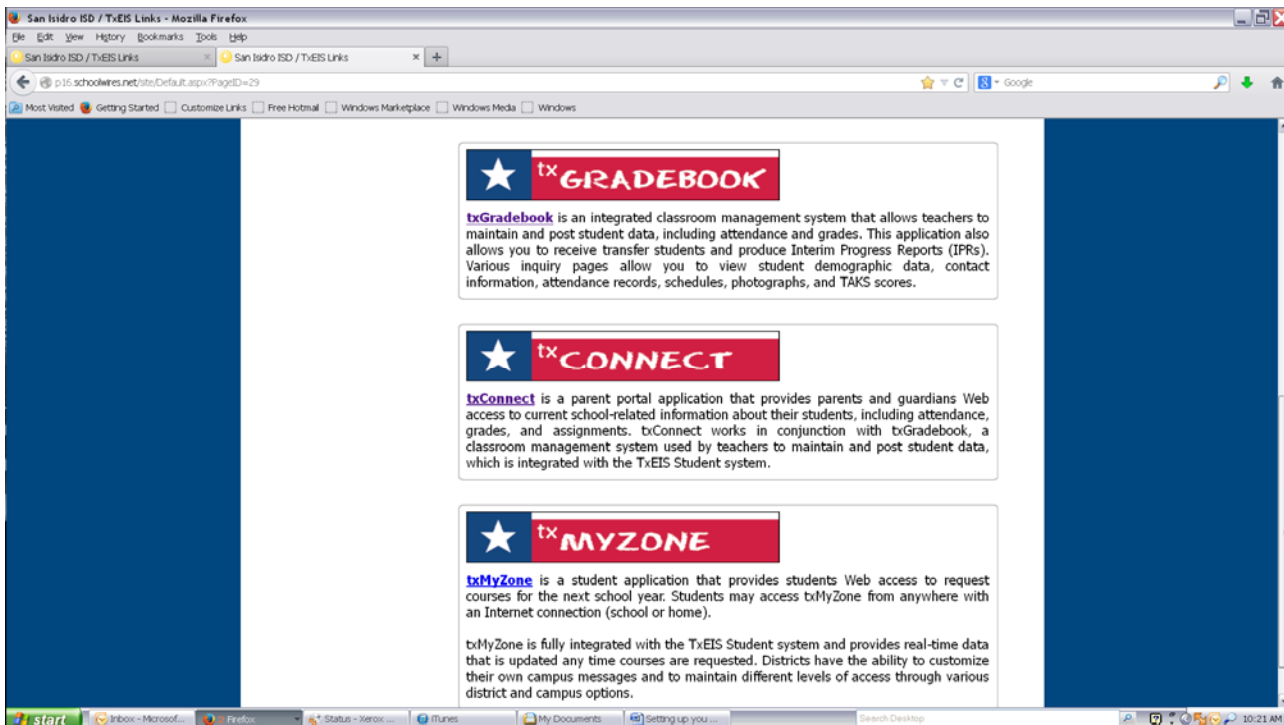 San Isidro ISD / TxEIS Links - Mozilla Firefox
File Edit View History Bookmarks Tools Help
San Isidro ISD / TxEIS Links
San Isidro ISD / TxEIS Links
p16.schoolwires.net/site/Default.aspx?PageID=29
Google
Most Visited Getting Started Customize Links Free Hotmail Windows Marketplace Windows Media Windows
tx GRADEBOOK
txGradebook is an integrated classroom management system that allows teachers to
maintain and post student data, including attendance and grades. This application also
allows you to receive transfer students and produce Interim Progress Reports (IPRs).
Various inquiry pages allow you to view student demographic data, contact
information, attendance records, schedules, photographs, and TAKS scores.
tx CONNECT
txConnect is a parent portal application that provides parents and guardians Web
access to current school-related information about their students, including attendance,
grades, and assignments. txConnect works in conjunction with txGradebook, a
classroom management system used by teachers to maintain and post student data,
which is integrated with the TxEIS Student system.
tx MYZONE
txMyZone is a student application that provides students Web access to request
courses for the next school year. Students may access txMyZone from anywhere with
an Internet connection (school or home).
txMyZone is fully integrated with the TxEIS Student system and provides real-time data
that is updated any time courses are requested. Districts have the ability to customize
their own campus messages and to maintain different levels of access through various
district and campus options.
start Inbox - Microsof... Firefox Status - Xerox ... iTunes My Documents Setting up you ... Search Desktop 10:21 AM